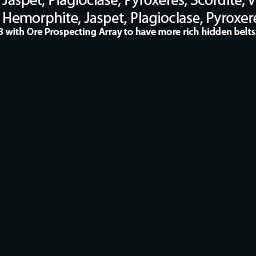 Jaspet, Plagioclase, Pyroxeres, Scordite,
Hemorphite, Jaspet, Plagioclase, Pyroxere
3 with Ore Prospecting Array to have more rich hidden belts.